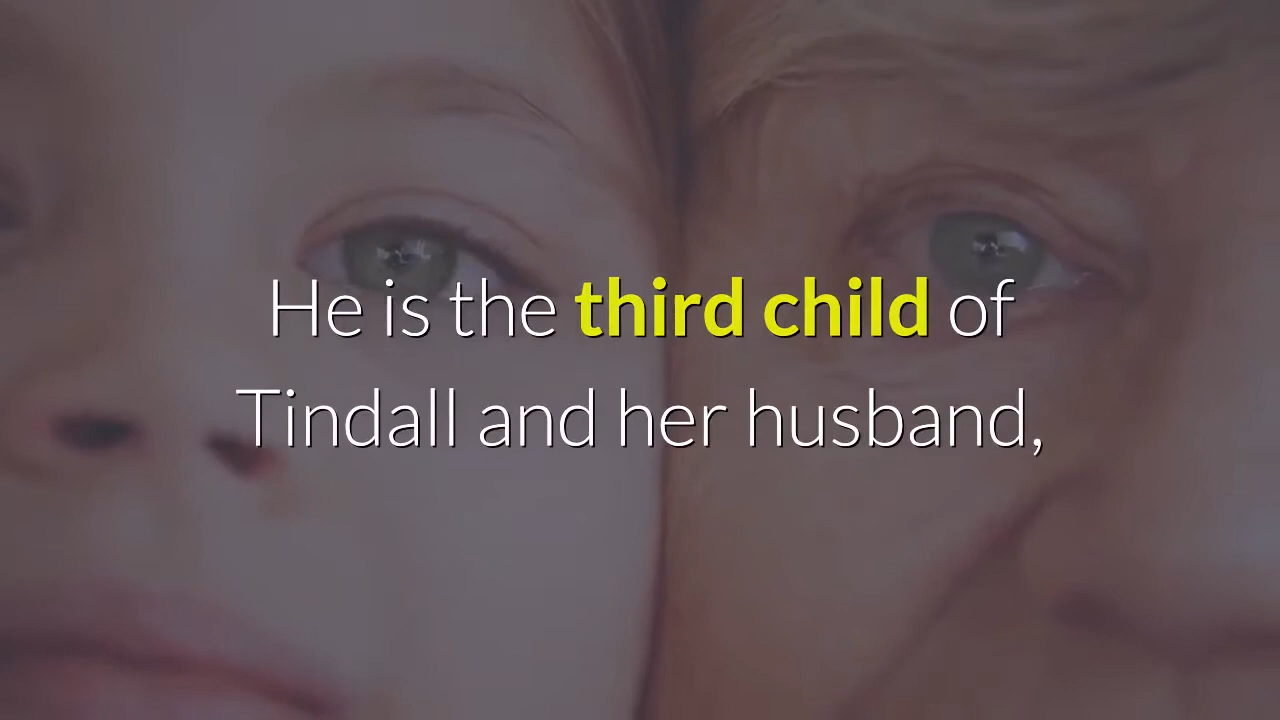 He is the third child of
Tindall and her husband,